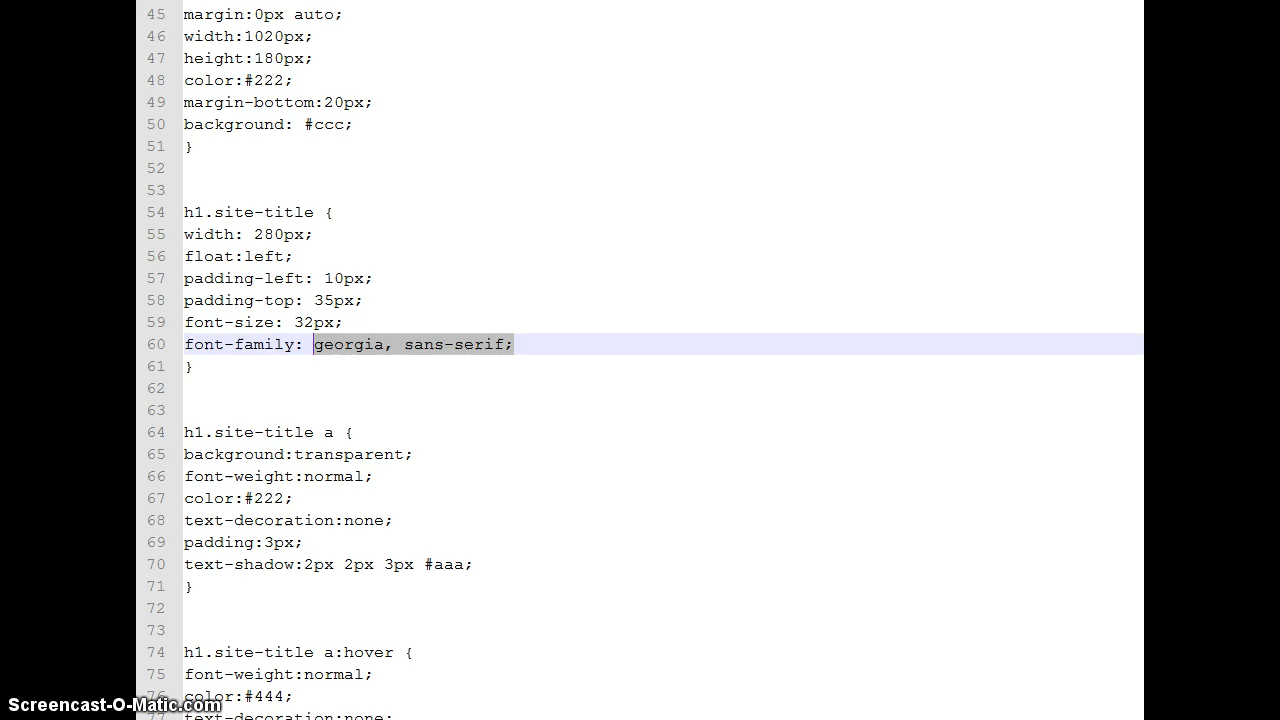 45 margin:0px auto;
46 width:1020px;
47 height:180px;
48 color:#222;
49 margin-bottom:20px;
50 background: #ccc;
51 }
52
53
54 h1.site-title {
55 width: 280px;
56 float:left;
57 padding-left: 10px;
58 padding-top: 35px;
59 font-size: 32px;
60 font-family: georgia, sans-serif;
61 }
62
63
64 h1.site-title a {
65 background:transparent;
66 font-weight:normal;
67 color:#222;
68 text-decoration:none;
69 padding:3px;
70 text-shadow:2px 2px 3px #aaa;
71 }
72
73
74 h1.site-title a:hover {
75 font-weight:normal;
76 color:#444;
77 text-decoration:none;
Screencast-O-Matic.com